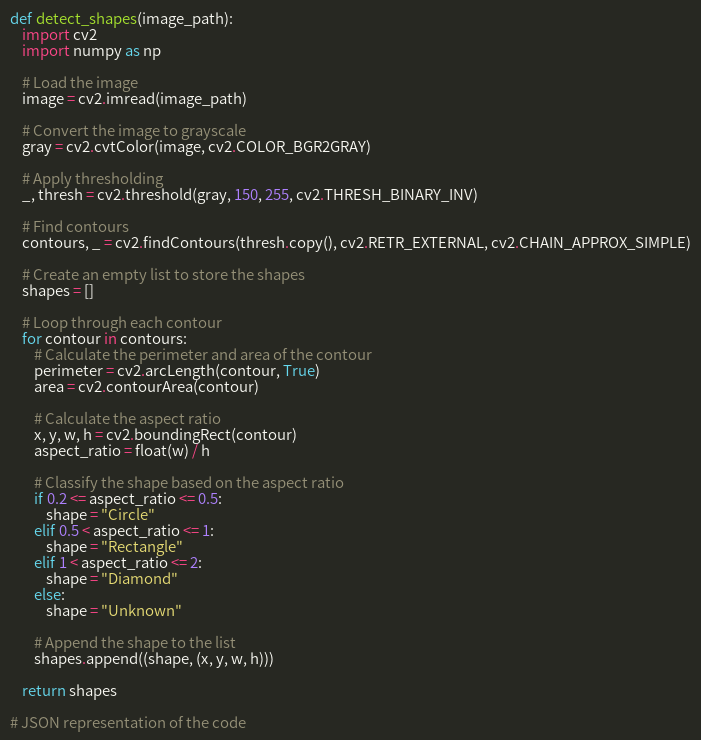 def detect_shapes(image_path):
    import cv2
    import numpy as np

    # Load the image
    image = cv2.imread(image_path)

    # Convert the image to grayscale
    gray = cv2.cvtColor(image, cv2.COLOR_BGR2GRAY)

    # Apply thresholding
    _, thresh = cv2.threshold(gray, 150, 255, cv2.THRESH_BINARY_INV)

    # Find contours
    contours, _ = cv2.findContours(thresh.copy(), cv2.RETR_EXTERNAL, cv2.CHAIN_APPROX_SIMPLE)

    # Create an empty list to store the shapes
    shapes = []

    # Loop through each contour
    for contour in contours:
        # Calculate the perimeter and area of the contour
        perimeter = cv2.arcLength(contour, True)
        area = cv2.contourArea(contour)

        # Calculate the aspect ratio
        x, y, w, h = cv2.boundingRect(contour)
        aspect_ratio = float(w) / h

        # Classify the shape based on the aspect ratio
        if 0.2 <= aspect_ratio <= 0.5:
            shape = "Circle"
        elif 0.5 < aspect_ratio <= 1:
            shape = "Rectangle"
        elif 1 < aspect_ratio <= 2:
            shape = "Diamond"
        else:
            shape = "Unknown"

        # Append the shape to the list
        shapes.append((shape, (x, y, w, h)))

    return shapes

# JSON representation of the code